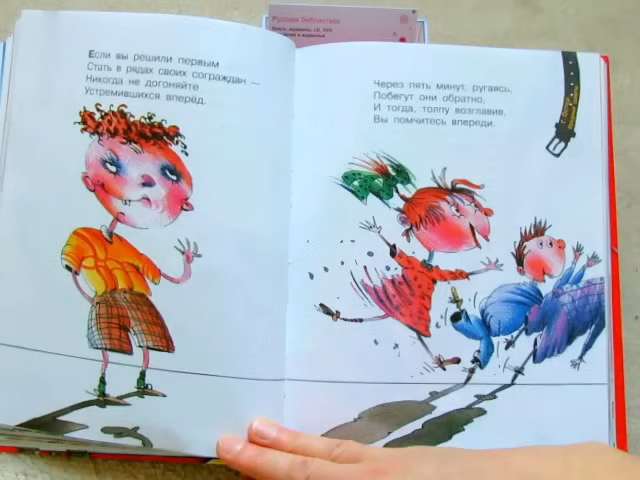 Русская библиотека
Если вы решили первым
Стать в рядах своих сограждан —
Никогда не догоняйте
Устремившихся вперёд.
Через пять минут, ругаясь,
Побегут они обратно,
И тогда, толпу возглавив,
Вы помчитесь впереди.